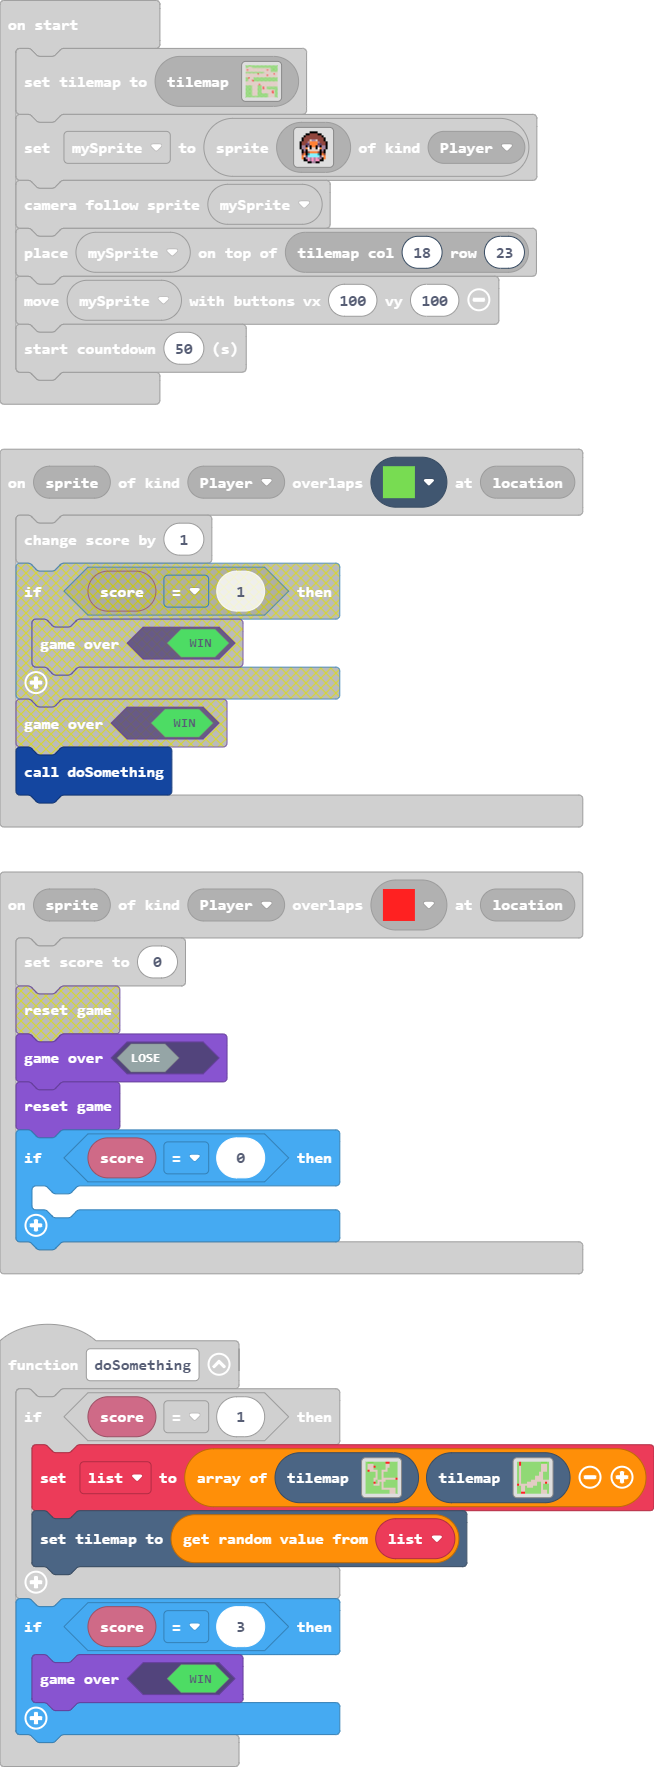 on start
set tilemap to tilemap
set mySprite to sprite of kind Player
camera follow sprite mySprite
place mySprite on top of tilemap col 18 row 23
move mySprite with buttons vx 100 vy 100
start countdown 50 (s)
on sprite of kind Player overlaps at location
change score by 1
if score = 1 then
game over WIN
game over WIN
call doSomething
on sprite of kind Player overlaps at location
set score to 0
reset game
game over LOSE
reset game
if score = 0 then
function doSomething
if score = 1 then
set list to array of tilemap tilemap
set tilemap to get random value from list
if score = 3 then
game over WIN